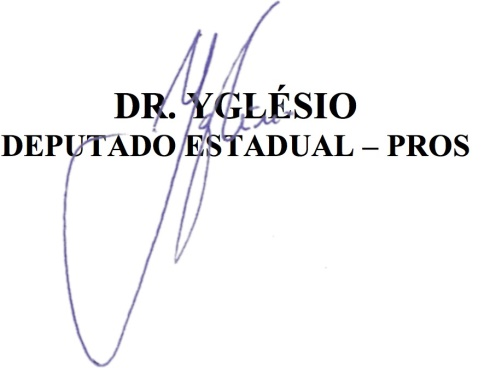 DR. YGLÉSIO
DEPUTADO ESTADUAL – PROS